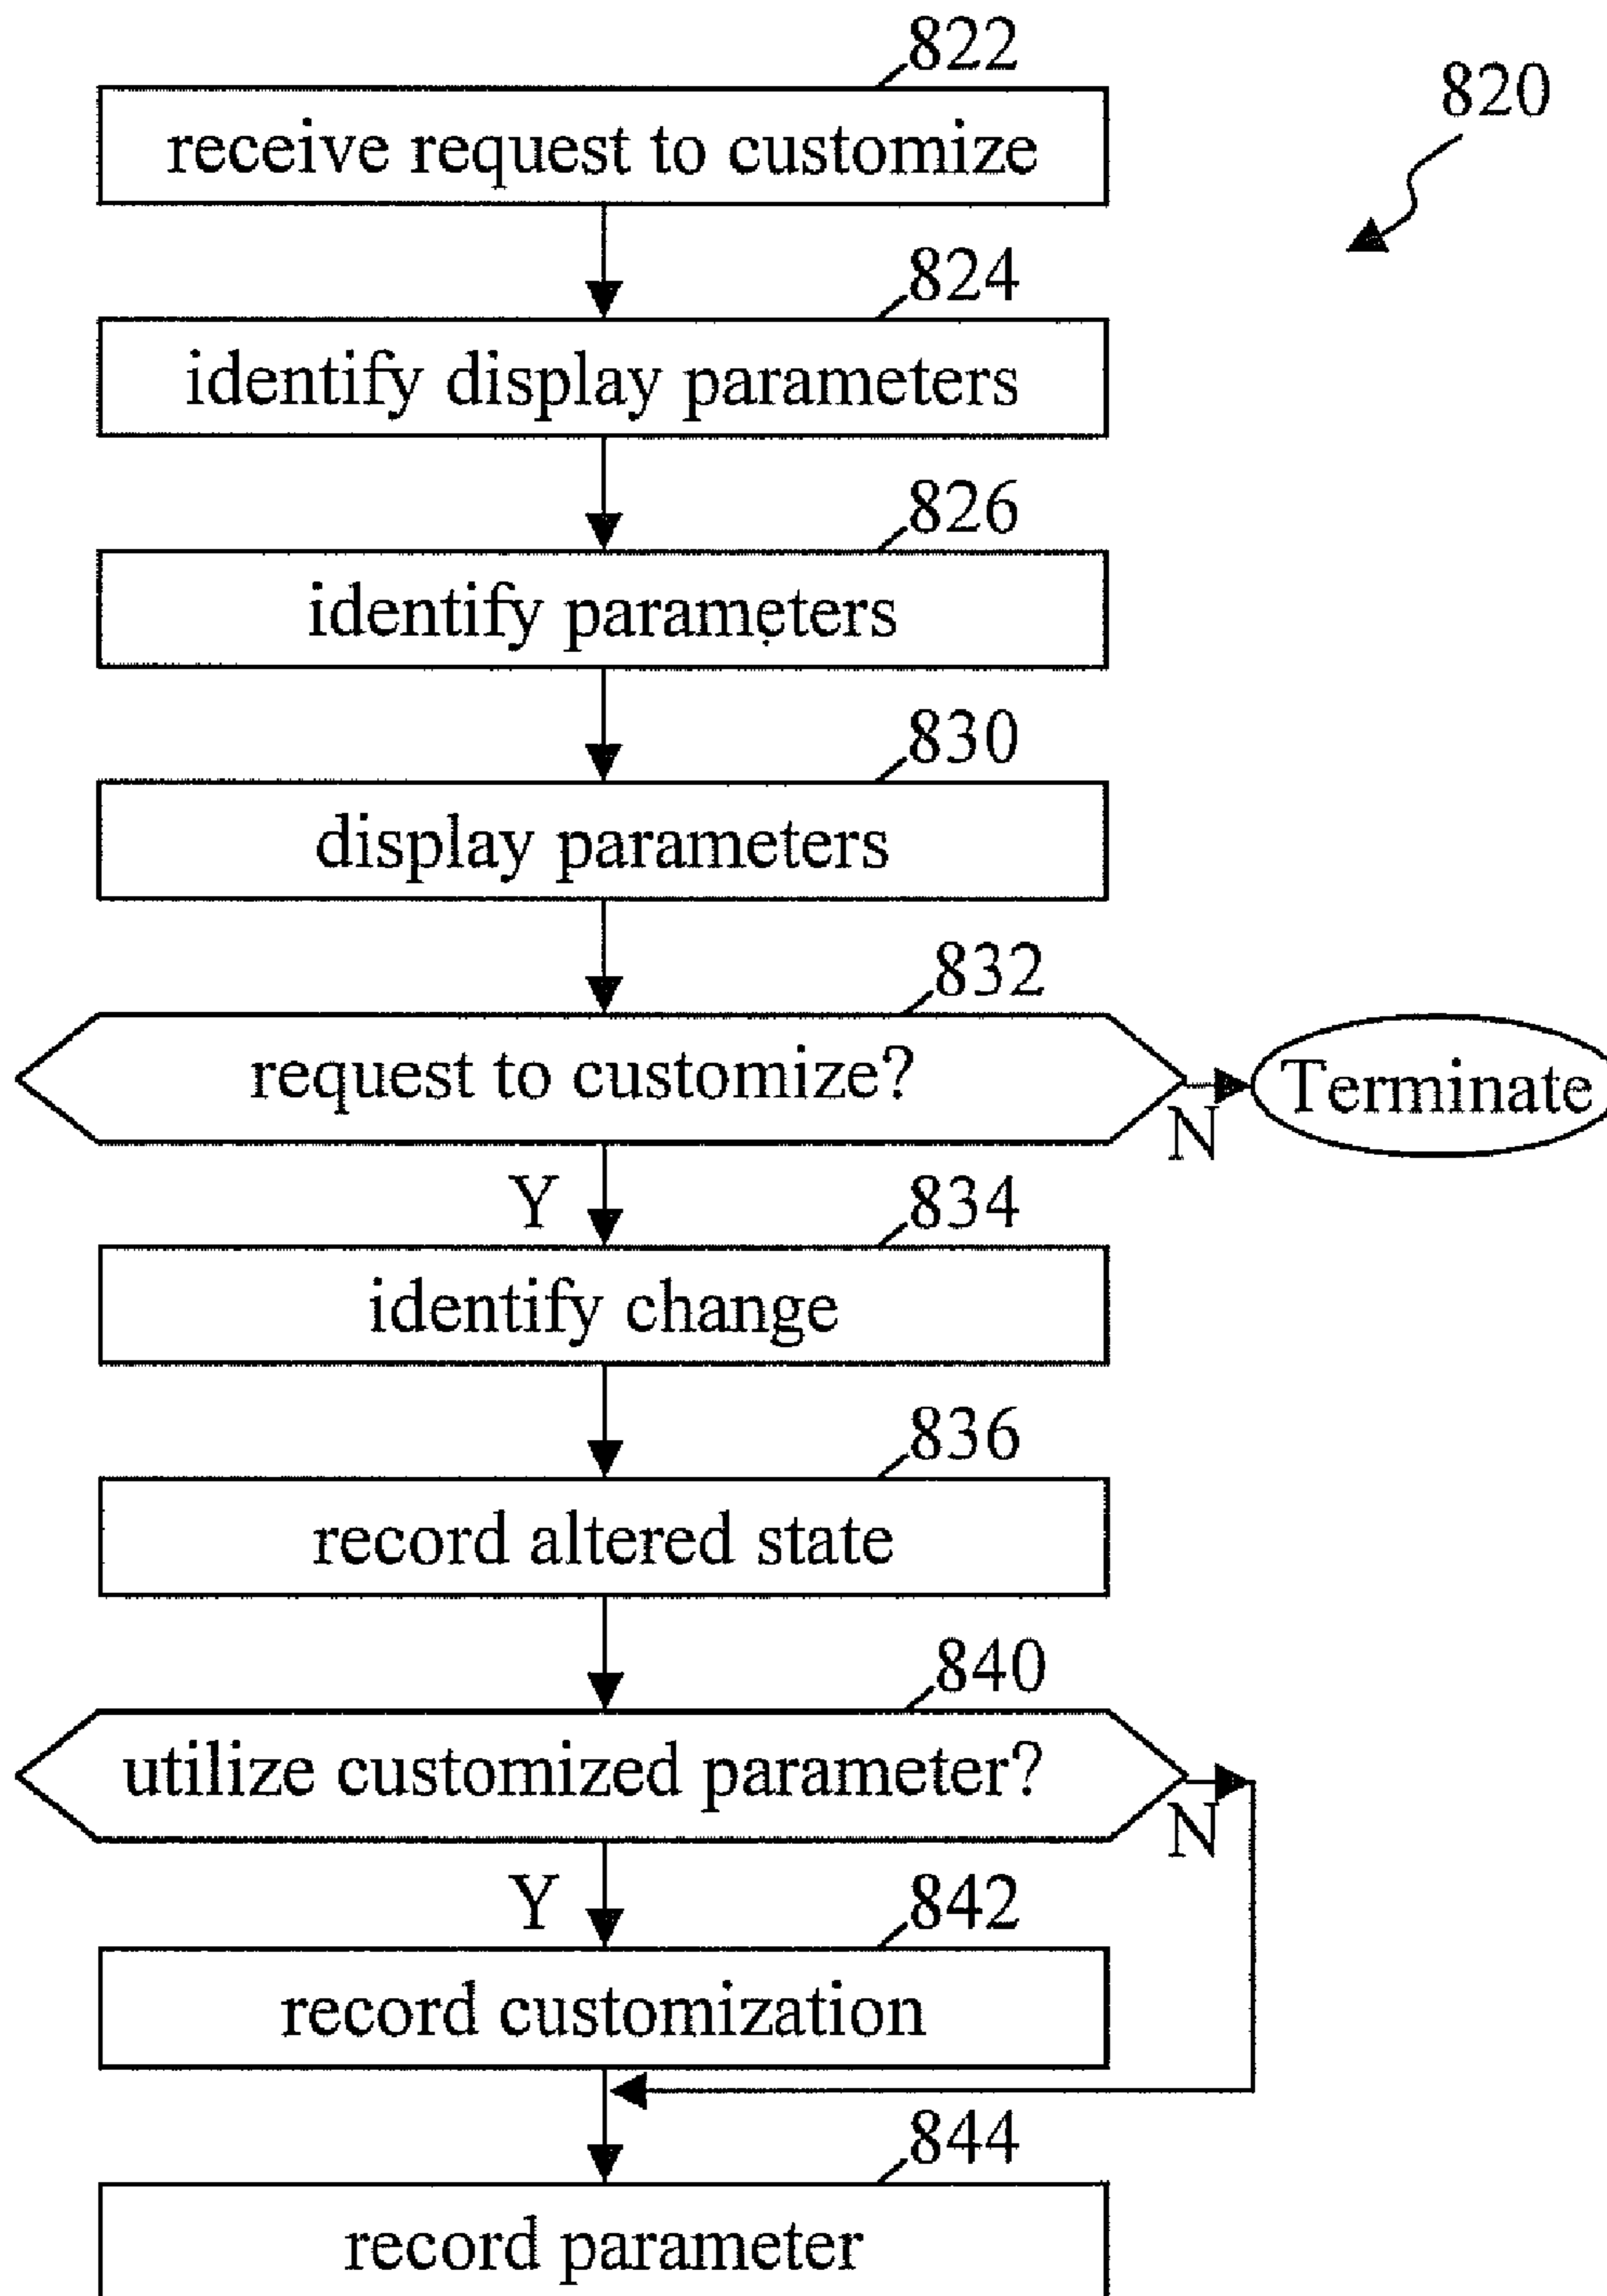 822
820
receive request to customize
824
identify display parameters
826
identify parameters
830
display parameters
832
request to customize?
Terminate
N
Y
834
identify change
836
record altered state
840
utilize customized parameter?
N
Y
842
record customization
844
record parameter